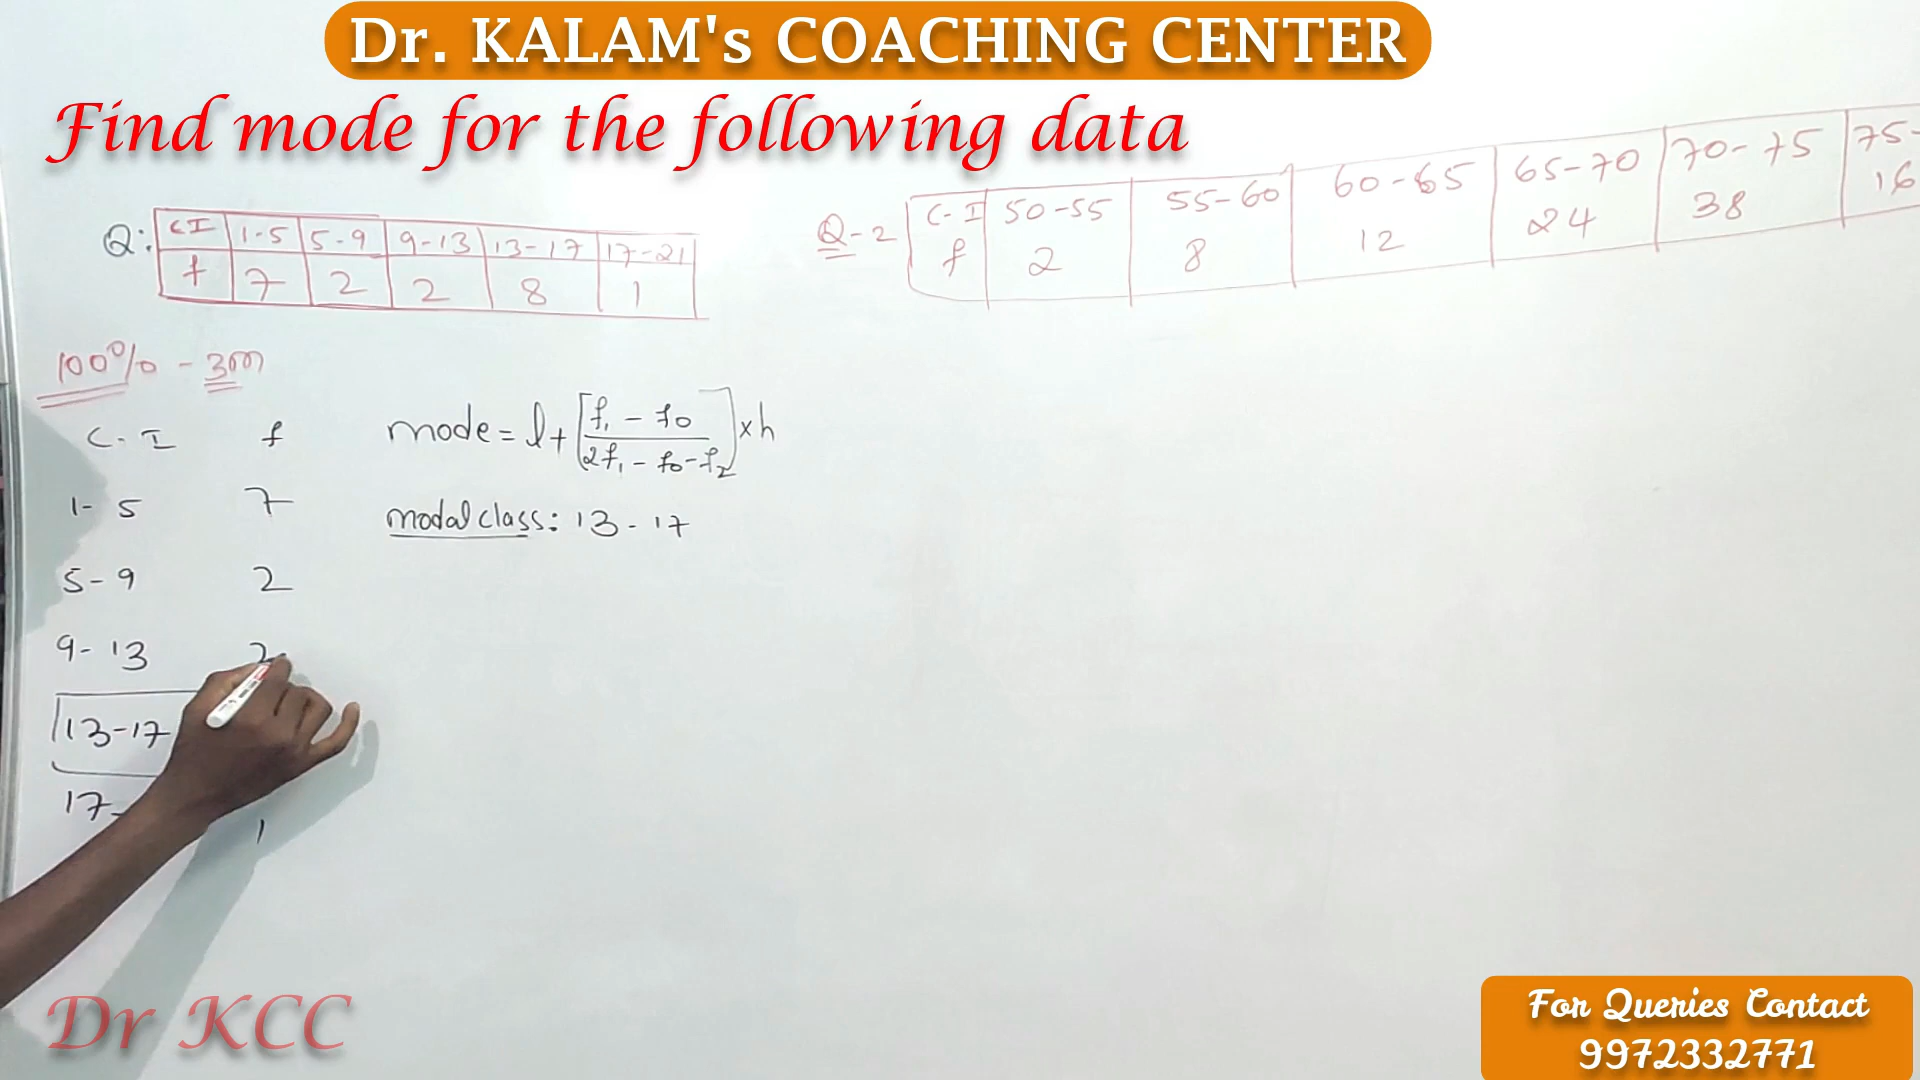 Dr. KALAM's COACHING CENTER
Find mode for the following data
Q: CI 1-5 5-9 9-13 13-17 17-21
f 7 2 2 8 1
Q-2 C-I 50-55 55-60 60-65 65-70 70-75 75-
f 2 8 12 24 38 16
100% - 3m
C-I f
mode = l + [f₁ - f₀ / 2f₁ - f₀ - f₂] × h
1-5 7
modal class: 13-17
5-9 2
9-13 2
13-17
17-
1
Dr KCC
For Queries Contact
9972332771